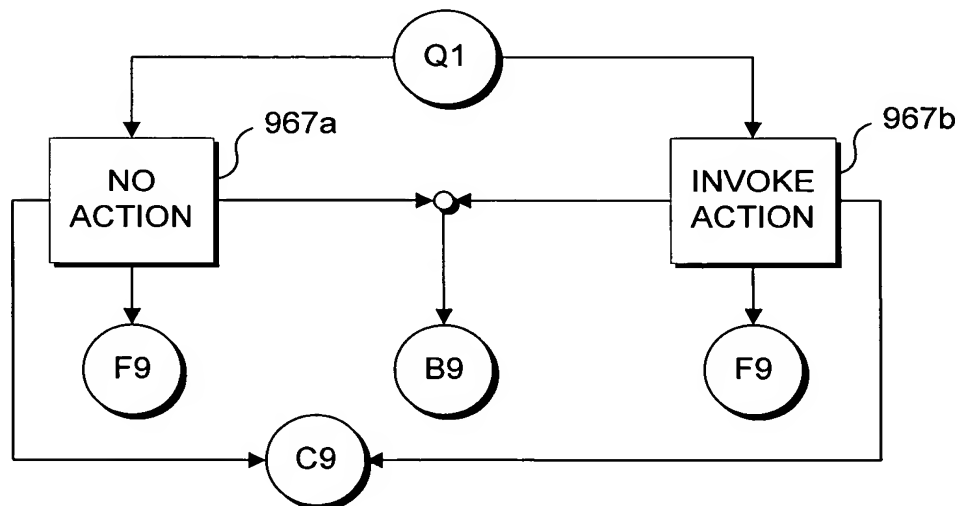 Q1
967a
967b
NO
ACTION
INVOKE
ACTION
F9
B9
F9
C9